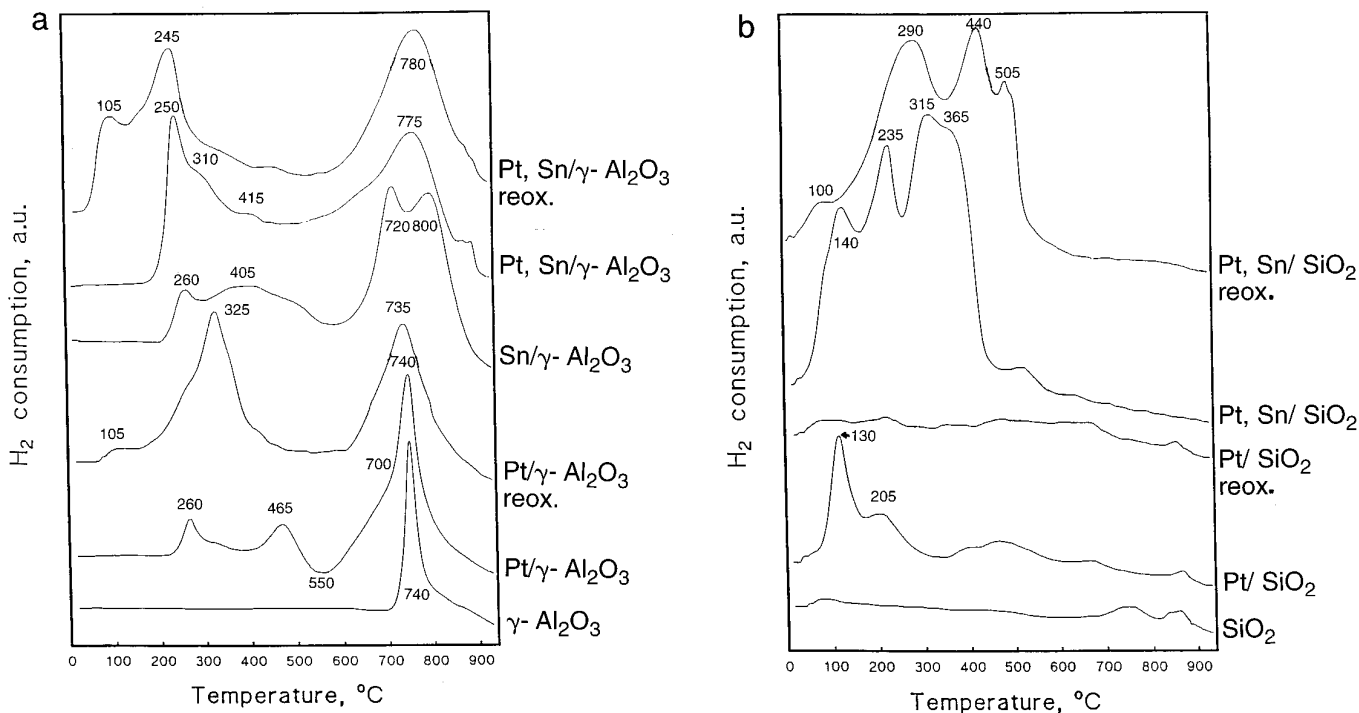 a
H2 consumption, a.u.
105
245
250
310
415
780
775
Pt, Sn/γ- Al2O3
reox.
720
800
Pt, Sn/γ- Al2O3
260
405
325
735
Sn/γ- Al2O3
105
740
700
Pt/γ- Al2O3
reox.
260
465
550
Pt/γ- Al2O3
740
γ- Al2O3
0 100 200 300 400 500 600 700 800 900
Temperature, °C
b
H2 consumption, a.u.
290
440
505
235
315
365
100
140
Pt, Sn/ SiO2
reox.
Pt, Sn/ SiO2
130
Pt/ SiO2
reox.
205
Pt/ SiO2
SiO2
0 100 200 300 400 500 600 700 800 900
Temperature, °C